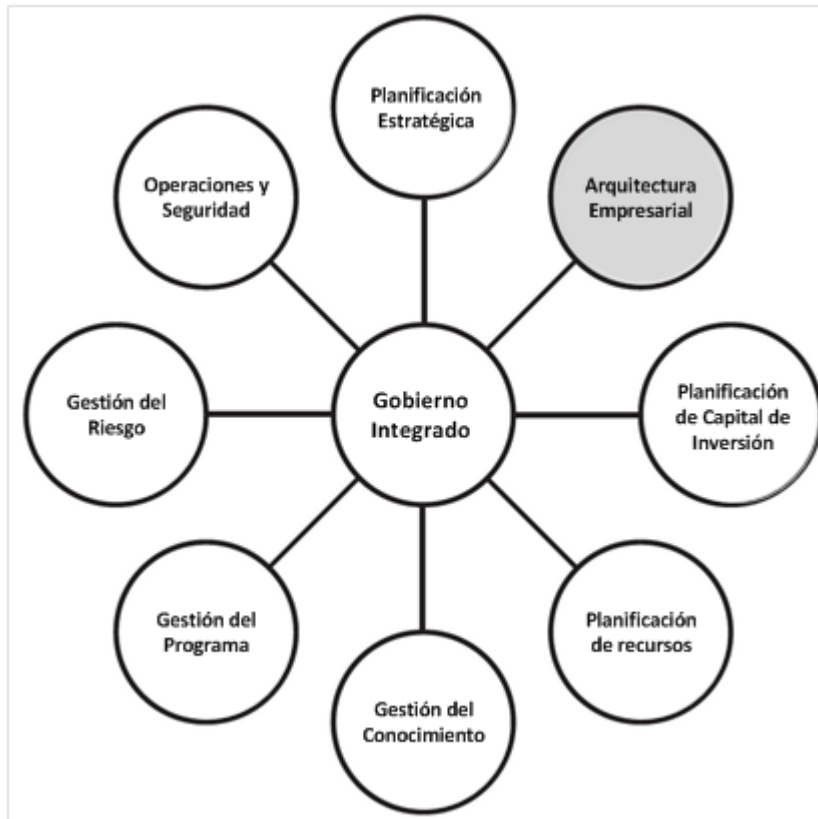 Planificación
Estratégica
Arquitectura
Empresarial
Planificación
de Capital de
Inversión
Planificación
de recursos
Gestión del
Conocimiento
Gestión del
Programa
Gestión del
Riesgo
Operaciones y
Seguridad
Gobierno
Integrado